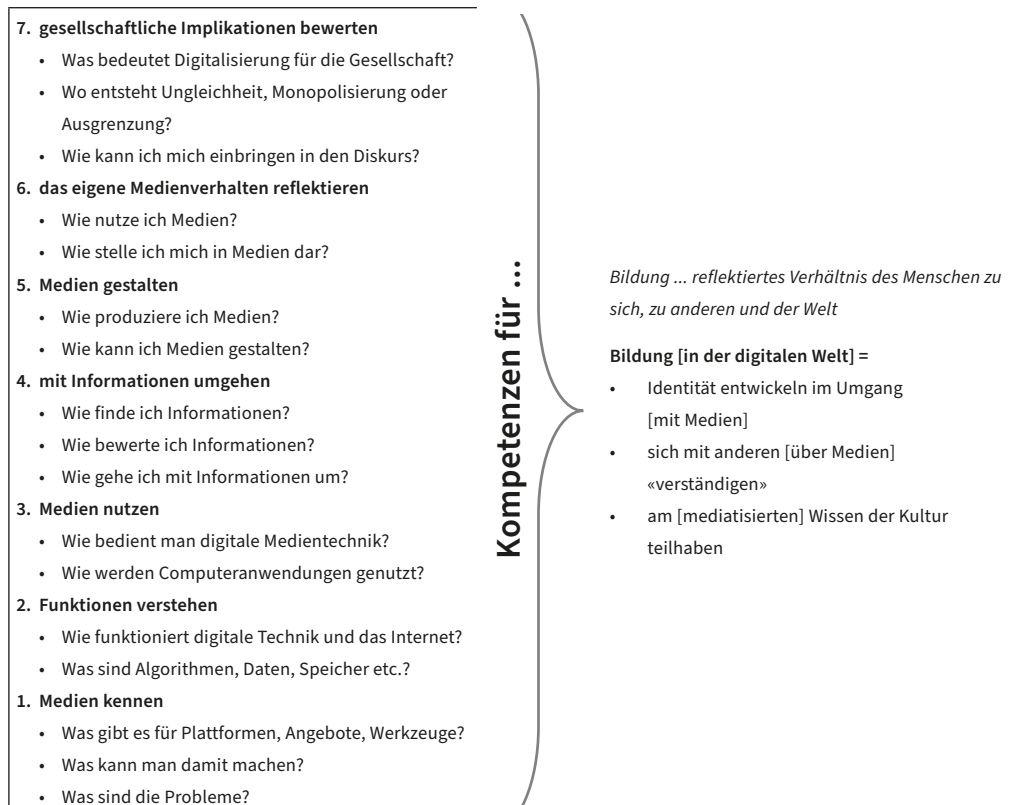 7. gesellschaftliche Implikationen bewerten
• Was bedeutet Digitalisierung für die Gesellschaft?
• Wo entsteht Ungleichheit, Monopolisierung oder
Ausgrenzung?
• Wie kann ich mich einbringen in den Diskurs?
6. das eigene Medienverhalten reflektieren
• Wie nutze ich Medien?
• Wie stelle ich mich in Medien dar?
5. Medien gestalten
• Wie produziere ich Medien?
• Wie kann ich Medien gestalten?
4. mit Informationen umgehen
• Wie finde ich Informationen?
• Wie bewerte ich Informationen?
• Wie gehe ich mit Informationen um?
3. Medien nutzen
• Wie bedient man digitale Medientechnik?
• Wie werden Computeranwendungen genutzt?
2. Funktionen verstehen
• Wie funktioniert digitale Technik und das Internet?
• Was sind Algorithmen, Daten, Speicher etc.?
1. Medien kennen
• Was gibt es für Plattformen, Angebote, Werkzeuge?
• Was kann man damit machen?
• Was sind die Probleme?
Kompetenzen für ...
Bildung ... reflektiertes Verhältnis des Menschen zu
sich, zu anderen und der Welt
Bildung [in der digitalen Welt] =
• Identität entwickeln im Umgang
[mit Medien]
• sich mit anderen [über Medien]
«verständigen»
• am [mediatisierten] Wissen der Kultur
teilhaben